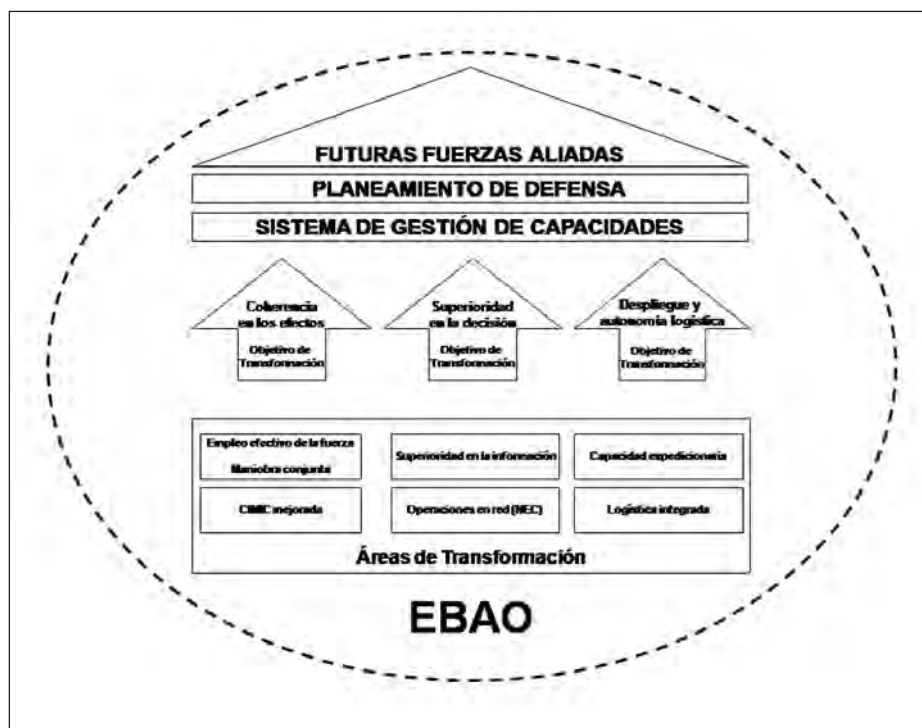 FUTURAS FUERZAS ALIADAS
PLANEAMIENTO DE DEFENSA
SISTEMA DE GESTIÓN DE CAPACIDADES
Coherencia
en los efectos
Objetivo de
Transformación
Superioridad
en la decisión
Objetivo de
Transformación
Despliegue y
autonomía logística
Objetivo de
Transformación
Empleo efectivo de la fuerza
Maniobra conjunta
Superioridad en la información
Capacidad expedicionaria
CIMIC mejorada
Operaciones en red (NEC)
Logística integrada
Áreas de Transformación
EBAO